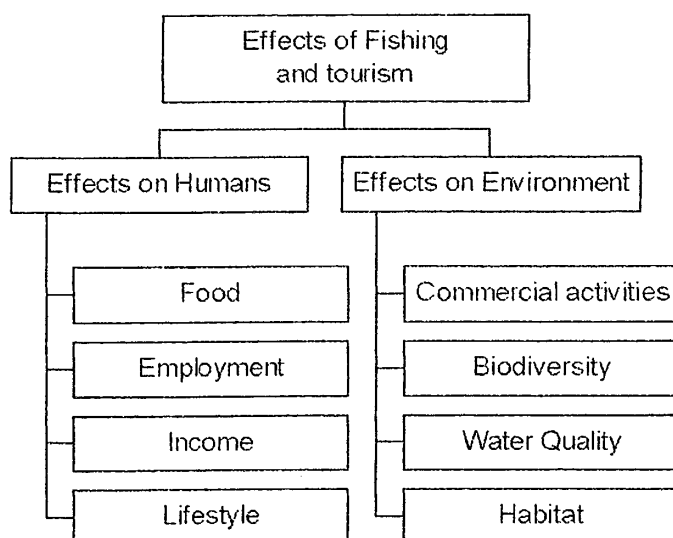 Effects of Fishing
and tourism
Effects on Humans
Effects on Environment
Food
Employment
Income
Lifestyle
Commercial activities
Biodiversity
Water Quality
Habitat